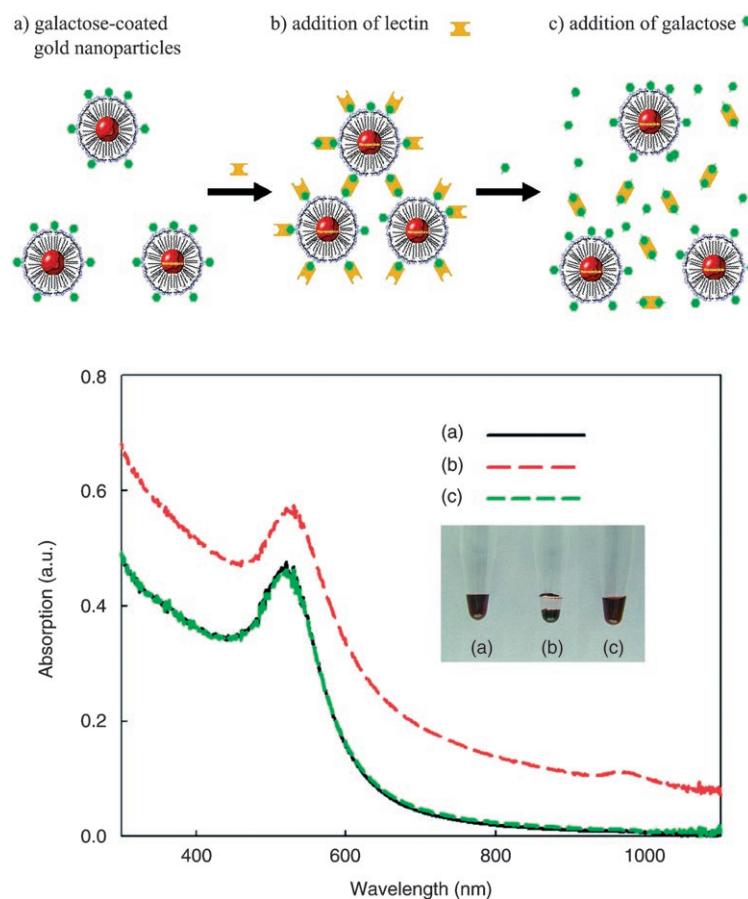 a) galactose-coated
gold nanoparticles
b) addition of lectin
c) addition of galactose
0.8
0.6
0.4
0.2
0.0
Absorption (a.u.)
(a)
(b)
(c)
(a) (b) (c)
400 600 800 1000
Wavelength (nm)